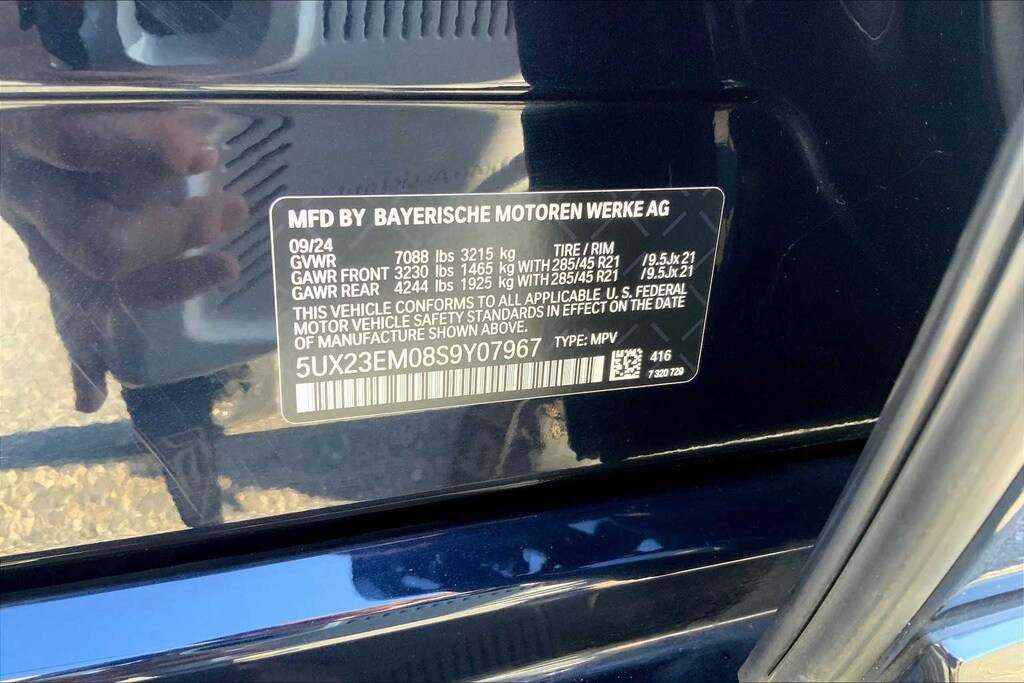 MFD BY BAYERISCHE MOTOREN WERKE AG
09/24
GVWR 7088 lbs 3215 kg TIRE / RIM
GAWR FRONT 3230 lbs 1465 kg WITH 285/45 R21 /9.5Jx21
GAWR REAR 4244 lbs 1925 kg WITH 285/45 R21 /9.5Jx21
THIS VEHICLE CONFORMS TO ALL APPLICABLE U.S. FEDERAL
MOTOR VEHICLE SAFETY STANDARDS IN EFFECT ON THE DATE
OF MANUFACTURE SHOWN ABOVE.
5UX23EM08S9Y07967 TYPE: MPV
416
7 320 729